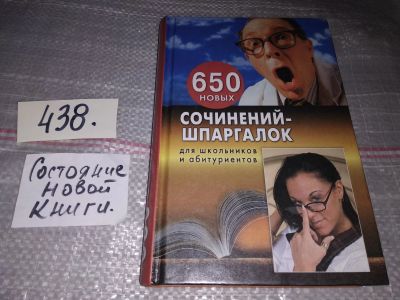 438.
Состояние
новой
книги.
650
НОВЫХ
СОЧИНЕНИЙ-
ШПАРГАЛОК
для школьников
и абитуриентов